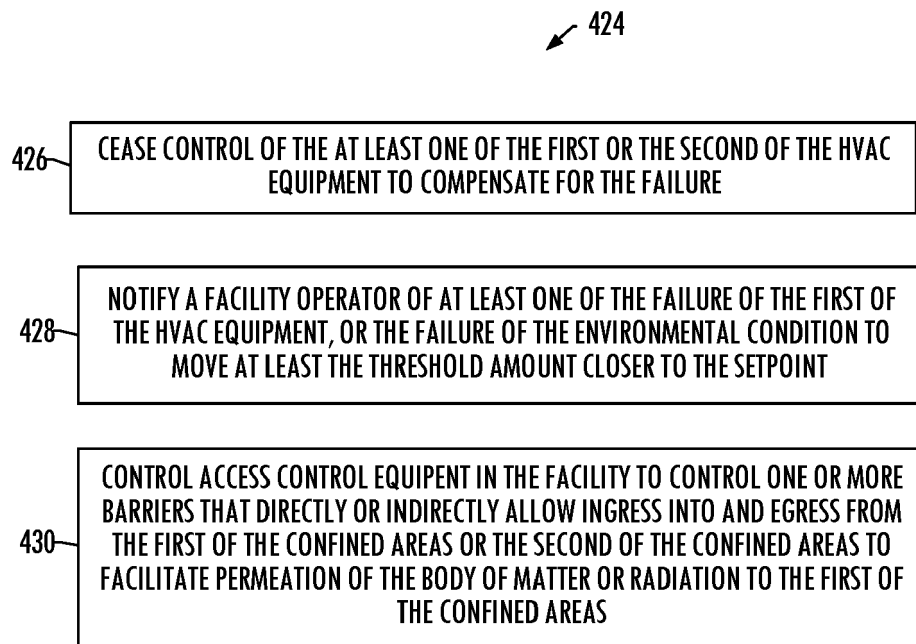 424
426
CEASE CONTROL OF THE AT LEAST ONE OF THE FIRST OR THE SECOND OF THE HVAC
EQUIPMENT TO COMPENSATE FOR THE FAILURE
428
NOTIFY A FACILITY OPERATOR OF AT LEAST ONE OF THE FAILURE OF THE FIRST OF
THE HVAC EQUIPMENT, OR THE FAILURE OF THE ENVIRONMENTAL CONDITION TO
MOVE AT LEAST THE THRESHOLD AMOUNT CLOSER TO THE SETPOINT
430
CONTROL ACCESS CONTROL EQUIPENT IN THE FACILITY TO CONTROL ONE OR MORE
BARRIERS THAT DIRECTLY OR INDIRECTLY ALLOW INGRESS INTO AND EGRESS FROM
THE FIRST OF THE CONFINED AREAS OR THE SECOND OF THE CONFINED AREAS TO
FACILITATE PERMEATION OF THE BODY OF MATTER OR RADIATION TO THE FIRST OF
THE CONFINED AREAS